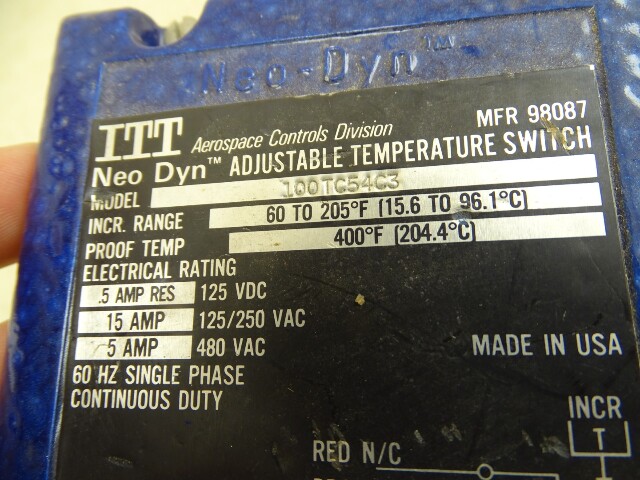 Neo-Dyn™
ITT Aerospace Controls Division MFR 98087
Neo Dyn™ ADJUSTABLE TEMPERATURE SWITCH
MODEL 100TC54C3
INCR. RANGE 60 TO 205°F (15.6 TO 96.1°C)
PROOF TEMP 400°F (204.4°C)
ELECTRICAL RATING
.5 AMP RES 125 VDC
15 AMP 125/250 VAC
5 AMP 480 VAC
MADE IN USA
60 HZ SINGLE PHASE
CONTINUOUS DUTY
INCR
T
RED N/C